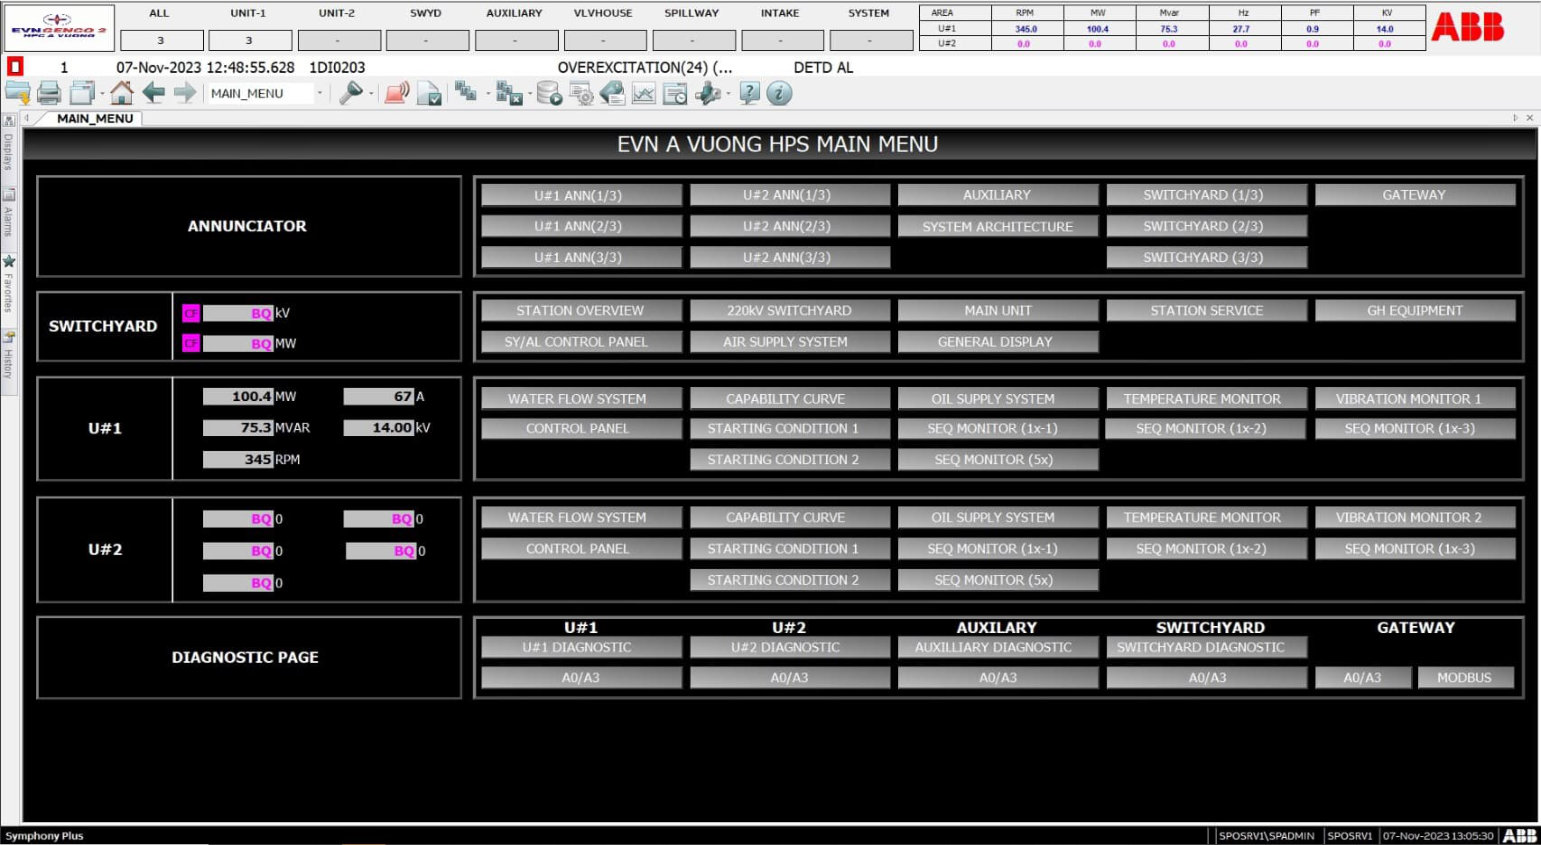 ALL UNIT-1 UNIT-2 SWYD AUXILIARY VLVHOUSE SPILLWAY INTAKE SYSTEM AREA RPM MW Mvar Hz PF KV
EVNGENCO 2
HPC A VUONG
3 3 - - - - - - -
U#1 345.0 100.4 75.3 27.7 0.9 14.0
U#2 0.0 0.0 0.0 0.0 0.0 0.0
ABB
1 07-Nov-2023 12:48:55.628 1DI0203 OVEREXCITATION(24) (... DETD AL
MAIN_MENU
MAIN_MENU
Displays
Alarms
Favorites
History
EVN A VUONG HPS MAIN MENU
ANNUNCIATOR
U#1 ANN(1/3) U#2 ANN(1/3) AUXILIARY SWITCHYARD (1/3) GATEWAY
U#1 ANN(2/3) U#2 ANN(2/3) SYSTEM ARCHITECTURE SWITCHYARD (2/3)
U#1 ANN(3/3) U#2 ANN(3/3) SWITCHYARD (3/3)
SWITCHYARD
CF BQ kV
CF BQ MW
STATION OVERVIEW 220kV SWITCHYARD MAIN UNIT STATION SERVICE GH EQUIPMENT
SY/AL CONTROL PANEL AIR SUPPLY SYSTEM GENERAL DISPLAY
U#1
100.4 MW 67 A
75.3 MVAR 14.00 kV
345 RPM
WATER FLOW SYSTEM CAPABILITY CURVE OIL SUPPLY SYSTEM TEMPERATURE MONITOR VIBRATION MONITOR 1
CONTROL PANEL STARTING CONDITION 1 SEQ MONITOR (1x-1) SEQ MONITOR (1x-2) SEQ MONITOR (1x-3)
STARTING CONDITION 2 SEQ MONITOR (5x)
U#2
BQ 0 BQ 0
BQ 0 BQ 0
BQ 0
WATER FLOW SYSTEM CAPABILITY CURVE OIL SUPPLY SYSTEM TEMPERATURE MONITOR VIBRATION MONITOR 2
CONTROL PANEL STARTING CONDITION 1 SEQ MONITOR (1x-1) SEQ MONITOR (1x-2) SEQ MONITOR (1x-3)
STARTING CONDITION 2 SEQ MONITOR (5x)
DIAGNOSTIC PAGE
U#1 U#2 AUXILARY SWITCHYARD GATEWAY
U#1 DIAGNOSTIC U#2 DIAGNOSTIC AUXILLIARY DIAGNOSTIC SWITCHYARD DIAGNOSTIC
A0/A3 A0/A3 A0/A3 A0/A3 A0/A3 MODBUS
Symphony Plus SPOSRV1\SPADMIN SPOSRV1 07-Nov-2023 13:05:30 ABB